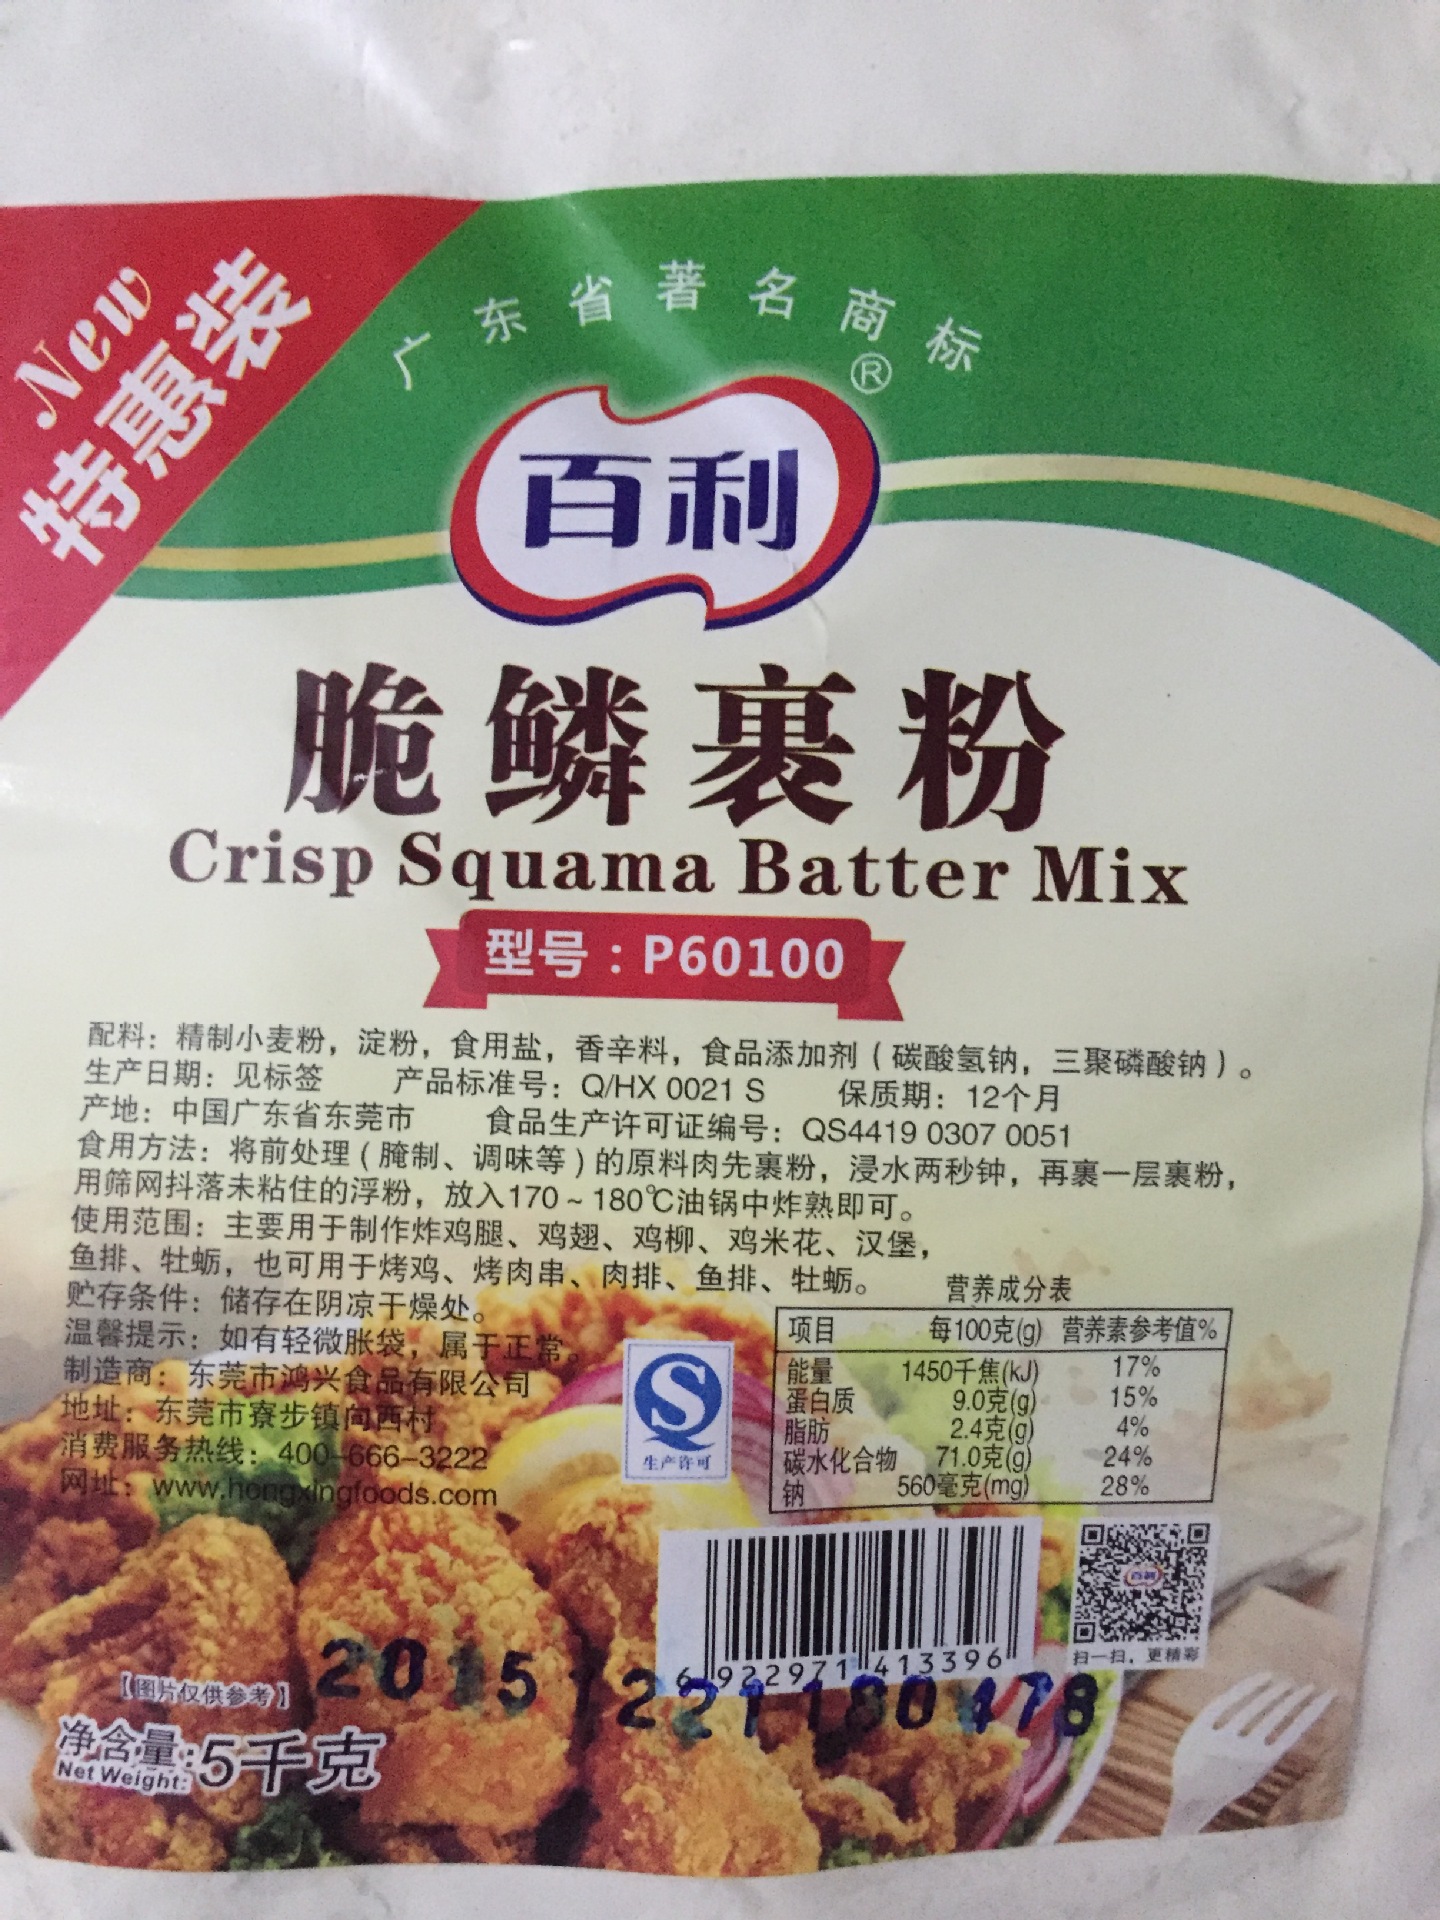 New
特惠装
广东省著名商标
®
百利
脆鳞裹粉
Crisp Squama Batter Mix
型号：P60100
配料：精制小麦粉，淀粉，食用盐，香辛料，食品添加剂（碳酸氢钠，三聚磷酸钠）。
生产日期：见标签 产品标准号：Q/HX 0021 S 保质期：12个月
产地：中国广东省东莞市 食品生产许可证编号：QS4419 0307 0051
食用方法：将前处理（腌制、调味等）的原料肉先裹粉，浸水两秒钟，再裹一层裹粉，
用筛网抖落未粘住的浮粉，放入170～180℃油锅中炸熟即可。
使用范围：主要用于制作炸鸡腿、鸡翅、鸡柳、鸡米花、汉堡，
鱼排、牡蛎，也可用于烤鸡、烤肉串、肉排、鱼排、牡蛎。
贮存条件：储存在阴凉干燥处。
温馨提示：如有轻微胀袋，属于正常。
制造商：东莞市鸿兴食品有限公司
地址：东莞市寮步镇向西村
消费服务热线：400-666-3222
网址：www.hongxingfoods.com
生产许可
营养成分表
项目 每100克(g) 营养素参考值%
能量 1450千焦(kJ) 17%
蛋白质 9.0克(g) 15%
脂肪 2.4克(g) 4%
碳水化合物 71.0克(g) 24%
钠 560毫克(mg) 28%
6 922971 413396
百利
扫一扫，更精彩
【图片仅供参考】
净含量:5千克
Net Weight: